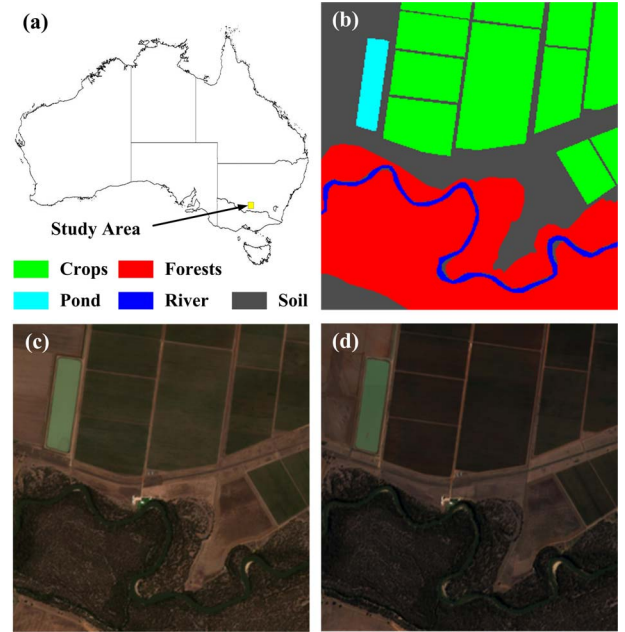 (a)
(b)
Study Area
Crops Forests
Pond River Soil
(c)
(d)